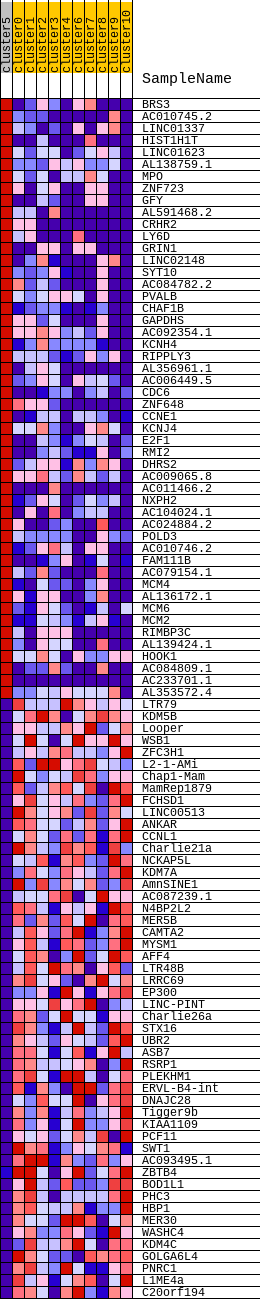 cluster5
cluster0
cluster1
cluster2
cluster3
cluster4
cluster6
cluster7
cluster8
cluster9
cluster10
SampleName
BRS3
AC010745.2
LINC01337
HIST1H1T
LINC01623
AL138759.1
MPO
ZNF723
GFY
AL591468.2
CRHR2
LY6D
GRIN1
LINC02148
SYT10
AC084782.2
PVALB
CHAF1B
GAPDHS
AC092354.1
KCNH4
RIPPLY3
AL356961.1
AC006449.5
CDC6
ZNF648
CCNE1
KCNJ4
E2F1
RMI2
DHRS2
AC009065.8
AC011466.2
NXPH2
AC104024.1
AC024884.2
POLD3
AC010746.2
FAM111B
AC079154.1
MCM4
AL136172.1
MCM6
MCM2
RIMBP3C
AL139424.1
HOOK1
AC084809.1
AC233701.1
AL353572.4
LTR79
KDM5B
Looper
WSB1
ZFC3H1
L2-1-AMi
Chap1-Mam
MamRep1879
FCHSD1
LINC00513
ANKAR
CCNL1
Charlie21a
NCKAP5L
KDM7A
AmnSINE1
AC087239.1
N4BP2L2
MER5B
CAMTA2
MYSM1
AFF4
LTR48B
LRRC69
EP300
LINC-PINT
Charlie26a
STX16
UBR2
ASB7
RSRP1
PLEKHM1
ERVL-B4-int
DNAJC28
Tigger9b
KIAA1109
PCF11
SWT1
AC093495.1
ZBTB4
BOD1L1
PHC3
HBP1
MER30
WASHC4
KDM4C
GOLGA6L4
PNRC1
L1ME4a
C20orf194